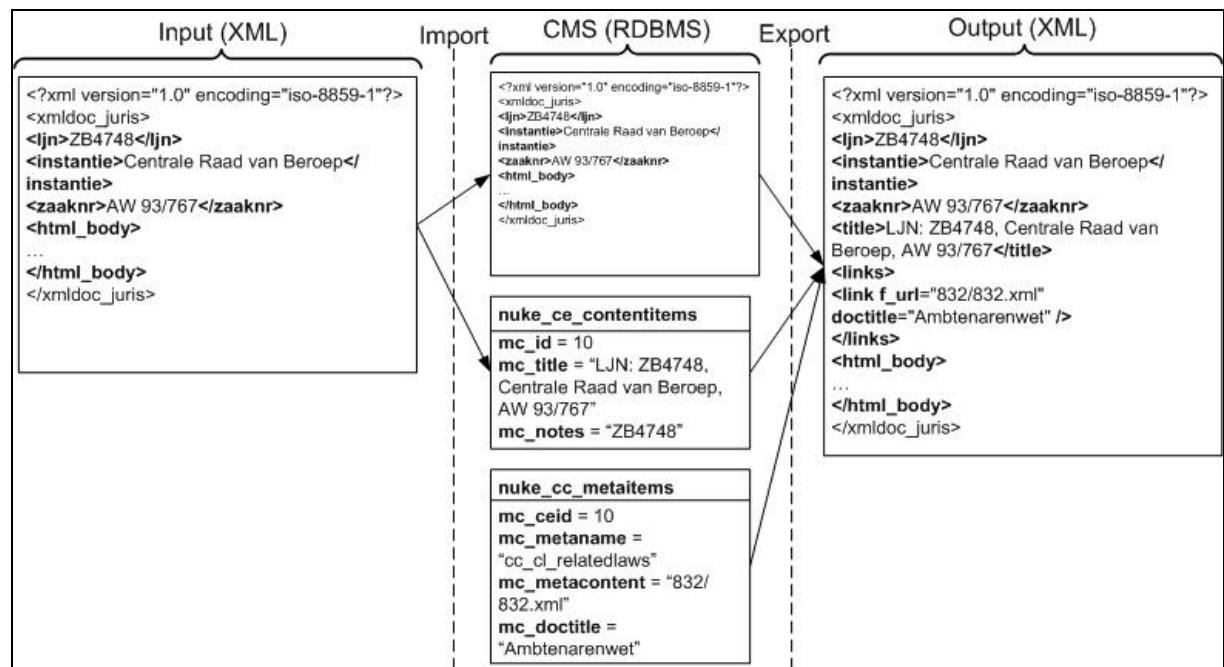 Input (XML)
Import
CMS (RDBMS)
Export
Output (XML)
<?xml version="1.0" encoding="iso-8859-1"?>
<xmldoc_juris>
<ljn>ZB4748</ljn>
<instantie>Centrale Raad van Beroep</
instantie>
<zaaknr>AW 93/767</zaaknr>
<html_body>
...
</html_body>
</xmldoc_juris>
<?xml version="1.0" encoding="iso-8859-1"?>
<xmldoc_juris>
<ljn>ZB4748</ljn>
<instantie>Centrale Raad van Beroep</
instantie>
<zaaknr>AW 93/767</zaaknr>
<html_body>
...
</html_body>
</xmldoc_juris>
nuke_ce_contentitems
mc_id = 10
mc_title = “LJN: ZB4748,
Centrale Raad van Beroep,
AW 93/767”
mc_notes = “ZB4748”
nuke_cc_metaitems
mc_ceid = 10
mc_metaname =
“cc_cl_relatedlaws”
mc_metacontent = “832/
832.xml”
mc_doctitle =
“Ambtenarenwet”
<?xml version="1.0" encoding="iso-8859-1"?>
<xmldoc_juris>
<ljn>ZB4748</ljn>
<instantie>Centrale Raad van Beroep</
instantie>
<zaaknr>AW 93/767</zaaknr>
<title>LJN: ZB4748, Centrale Raad van
Beroep, AW 93/767</title>
<links>
<link f_url="832/832.xml"
doctitle="Ambtenarenwet" />
</links>
<html_body>
...
</html_body>
</xmldoc_juris>